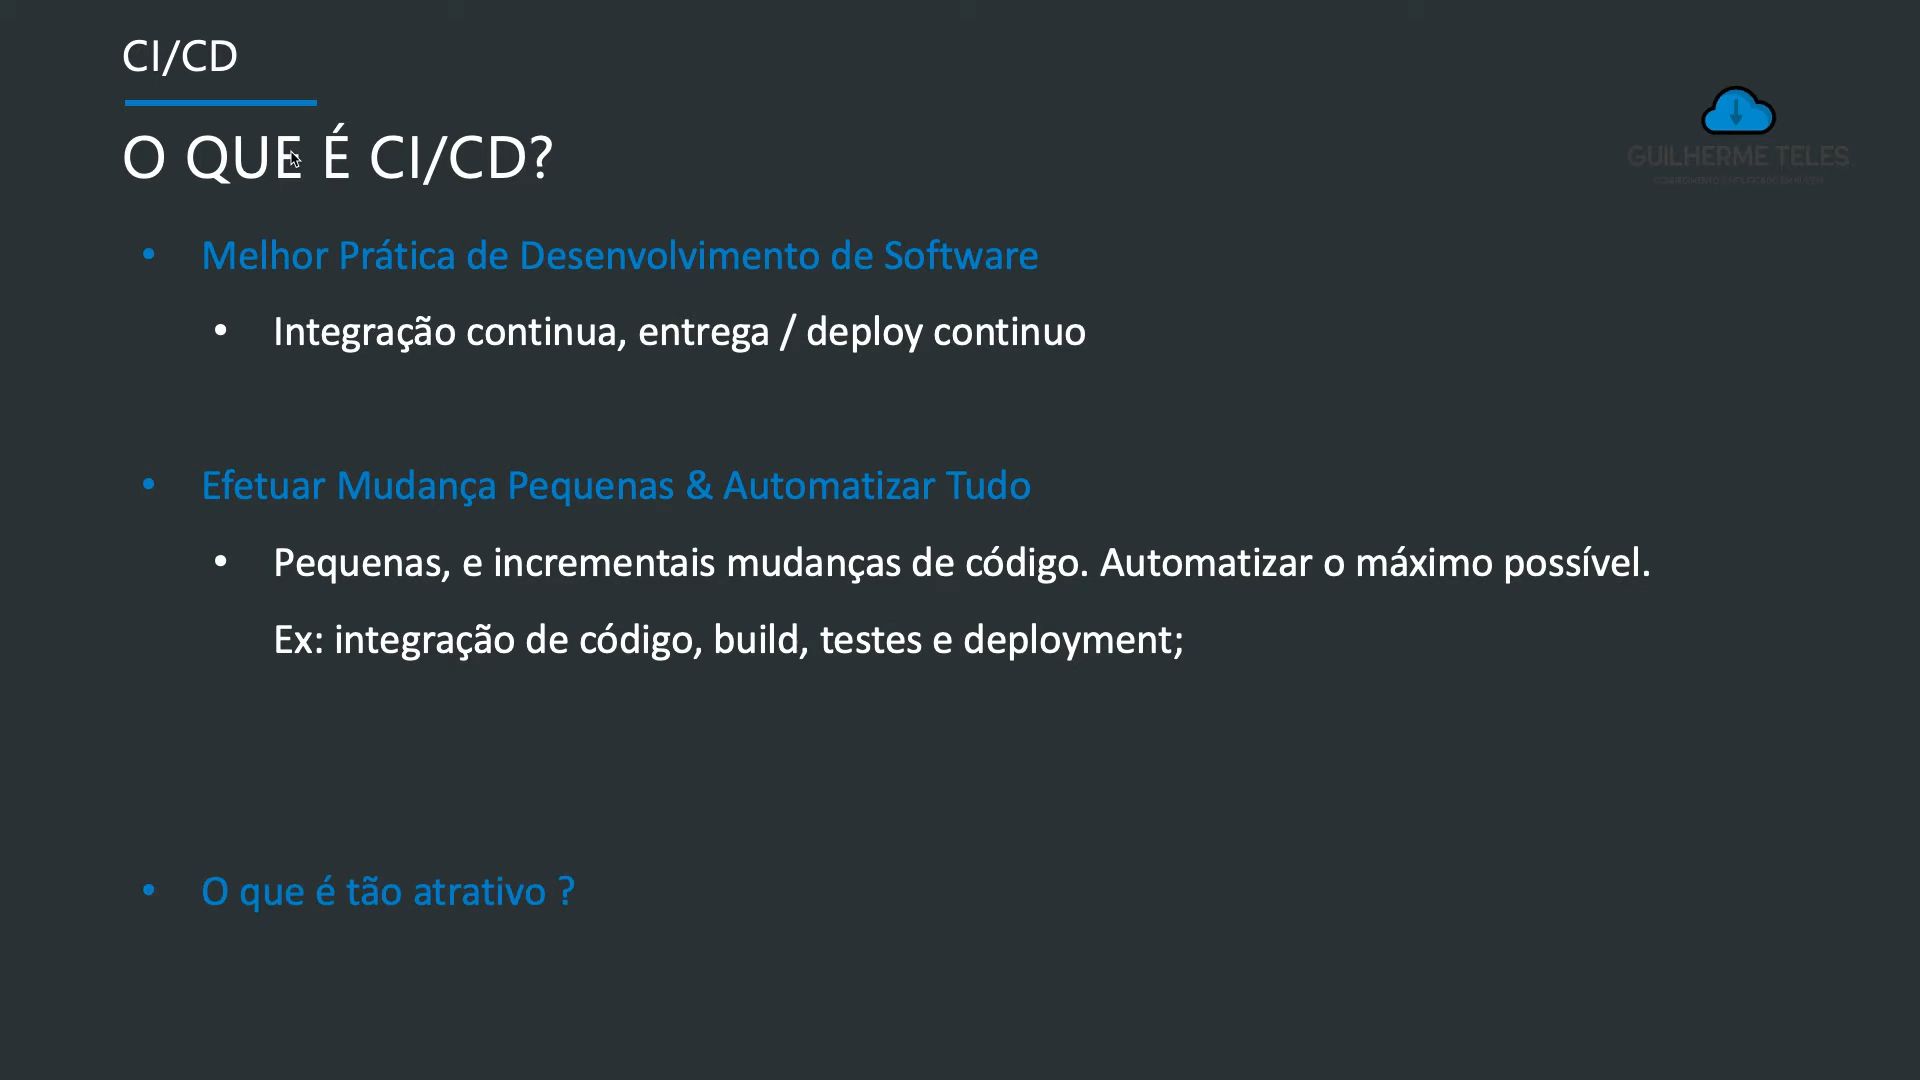 CI/CD
O QUE É CI/CD?
GUILHERME TELES
• Melhor Prática de Desenvolvimento de Software
• Integração continua, entrega / deploy continuo
• Efetuar Mudança Pequenas & Automatizar Tudo
• Pequenas, e incrementais mudanças de código. Automatizar o máximo possível.
Ex: integração de código, build, testes e deployment;
• O que é tão atrativo ?